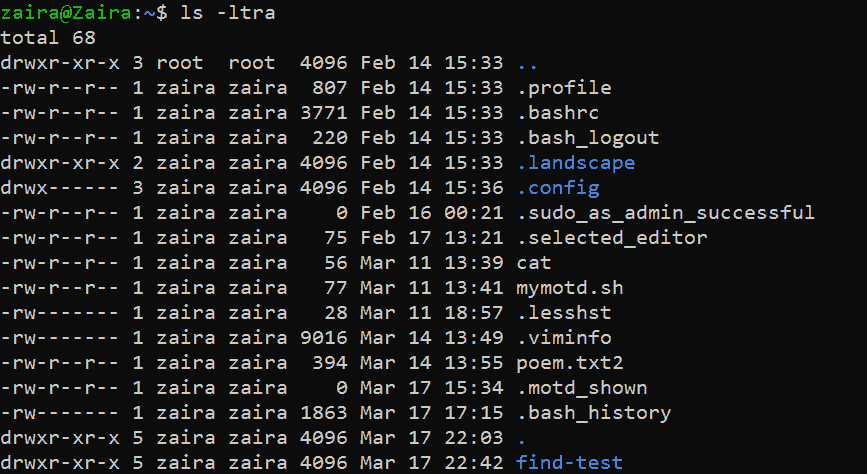 zaira@Zaira:~$ ls -ltra
total 68
drwxr-xr-x 3 root  root  4096 Feb 14 15:33 ..
-rw-r--r-- 1 zaira zaira  807 Feb 14 15:33 .profile
-rw-r--r-- 1 zaira zaira 3771 Feb 14 15:33 .bashrc
-rw-r--r-- 1 zaira zaira  220 Feb 14 15:33 .bash_logout
drwxr-xr-x 2 zaira zaira 4096 Feb 14 15:33 .landscape
drwx------ 3 zaira zaira 4096 Feb 14 15:36 .config
-rw-r--r-- 1 zaira zaira    0 Feb 16 00:21 .sudo_as_admin_successful
-rw-r--r-- 1 zaira zaira   75 Feb 17 13:21 .selected_editor
-rw-r--r-- 1 zaira zaira   56 Mar 11 13:39 cat
-rw-r--r-- 1 zaira zaira   77 Mar 11 13:41 mymotd.sh
-rw------- 1 zaira zaira   28 Mar 11 18:57 .lesshst
-rw------- 1 zaira zaira 9016 Mar 14 13:49 .viminfo
-rw-r--r-- 1 zaira zaira  394 Mar 14 13:55 poem.txt2
-rw-r--r-- 1 zaira zaira    0 Mar 17 15:34 .motd_shown
-rw------- 1 zaira zaira 1863 Mar 17 17:15 .bash_history
drwxr-xr-x 5 zaira zaira 4096 Mar 17 22:03 .
drwxr-xr-x 5 zaira zaira 4096 Mar 17 22:42 find-test